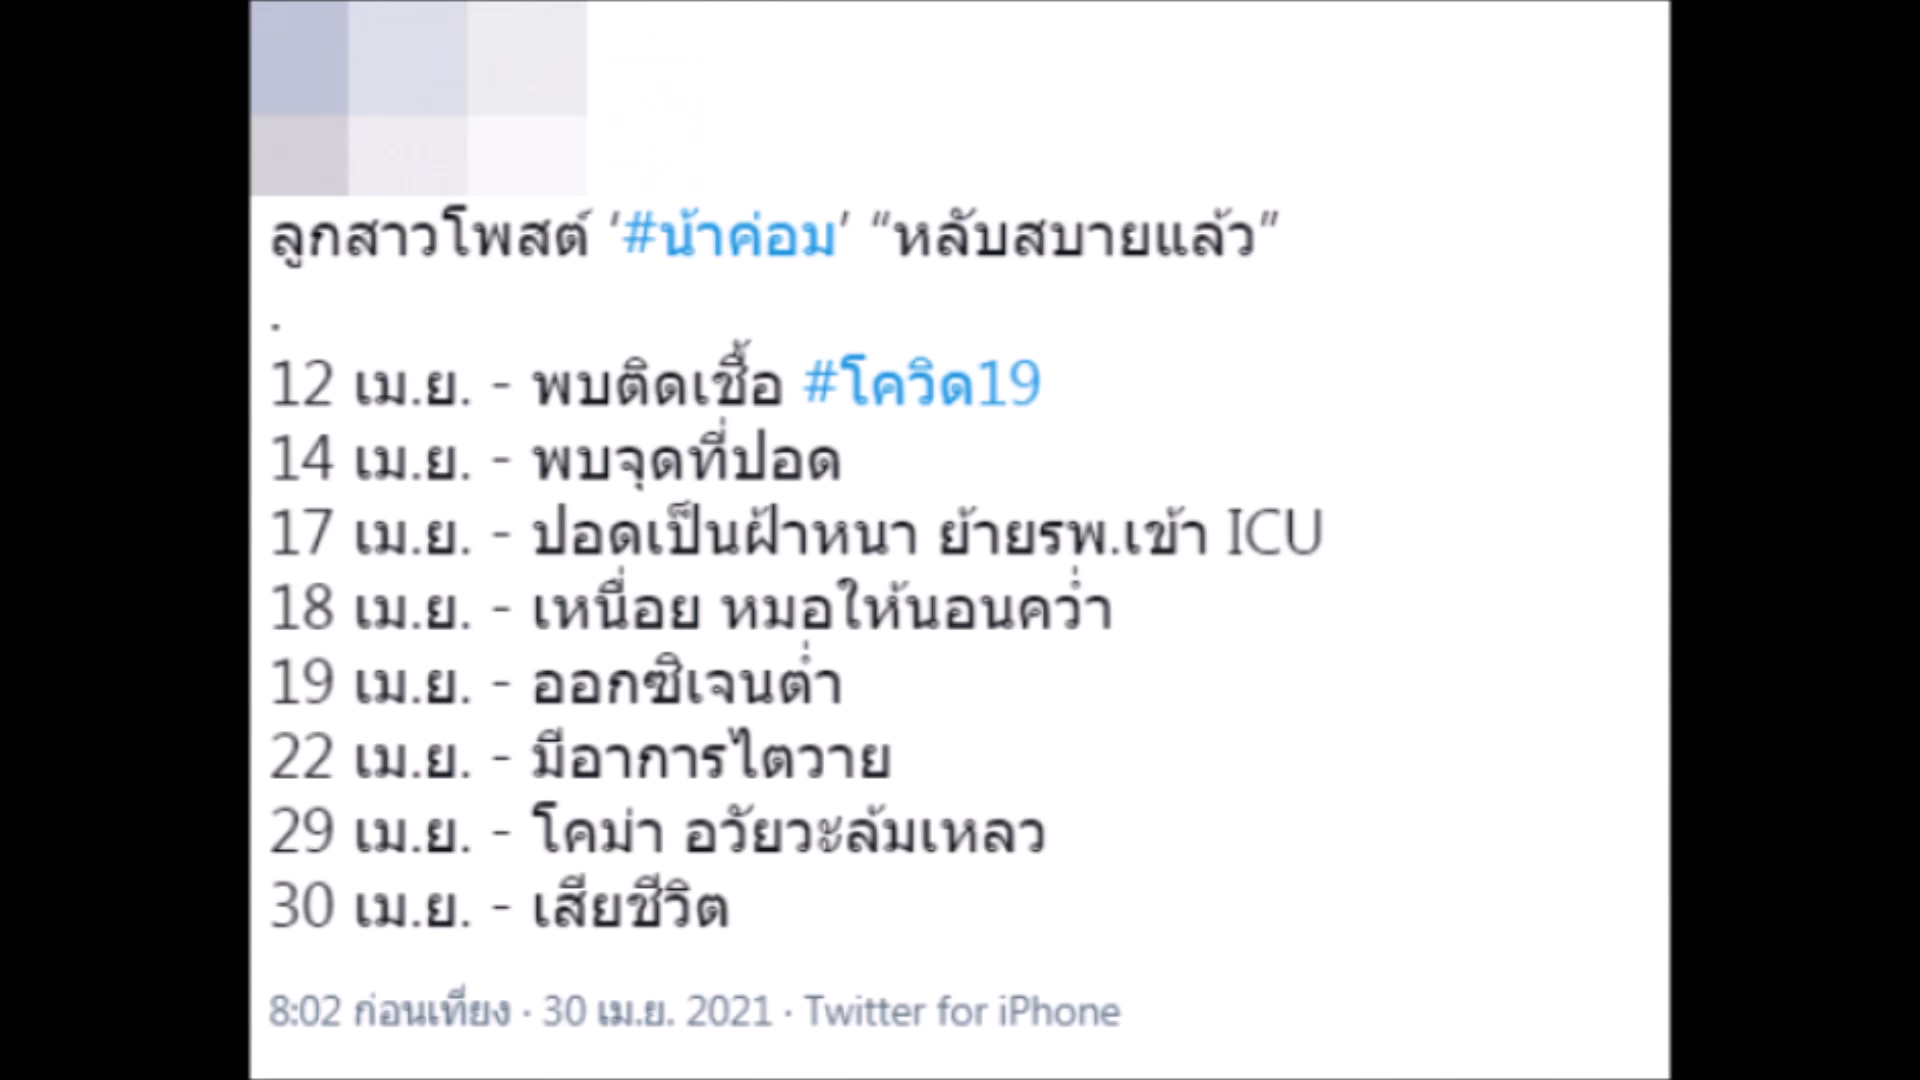 ลูกสาวโพสต์ ‘#น้าค่อม’ “หลับสบายแล้ว”
.
12 เม.ย. - พบติดเชื้อ #โควิด19
14 เม.ย. - พบจุดที่ปอด
17 เม.ย. - ปอดเป็นฝ้าหนา ย้ายรพ.เข้า ICU
18 เม.ย. - เหนื่อย หมอให้นอนคว่ำ
19 เม.ย. - ออกซิเจนต่ำ
22 เม.ย. - มีอาการไตวาย
29 เม.ย. - โคม่า อวัยวะล้มเหลว
30 เม.ย. - เสียชีวิต
8:02 ก่อนเที่ยง · 30 เม.ย. 2021 · Twitter for iPhone